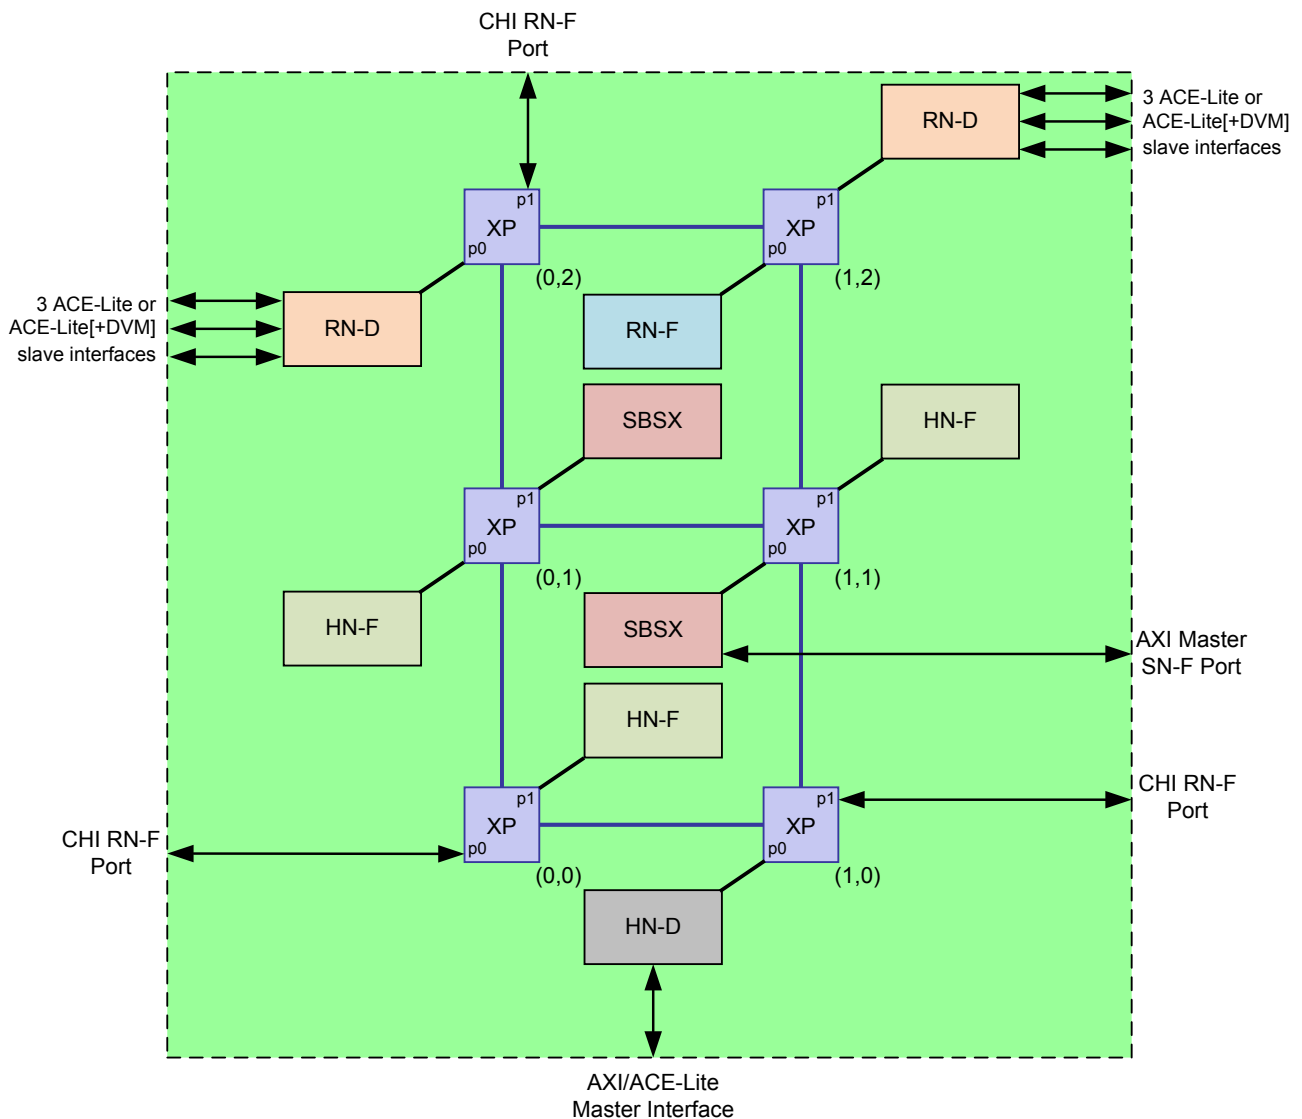 CHI RN-F
Port
3 ACE-Lite or
ACE-Lite[+DVM]
slave interfaces
RN-D
p1
XP
p0
(0,2)
p1
XP
p0
(1,2)
3 ACE-Lite or
ACE-Lite[+DVM]
slave interfaces
RN-D
RN-F
SBSX
HN-F
p1
XP
p0
(0,1)
p1
XP
p0
(1,1)
HN-F
SBSX
AXI Master
SN-F Port
HN-F
CHI RN-F
Port
p1
XP
p0
(0,0)
p1
XP
p0
(1,0)
CHI RN-F
Port
HN-D
AXI/ACE-Lite
Master Interface